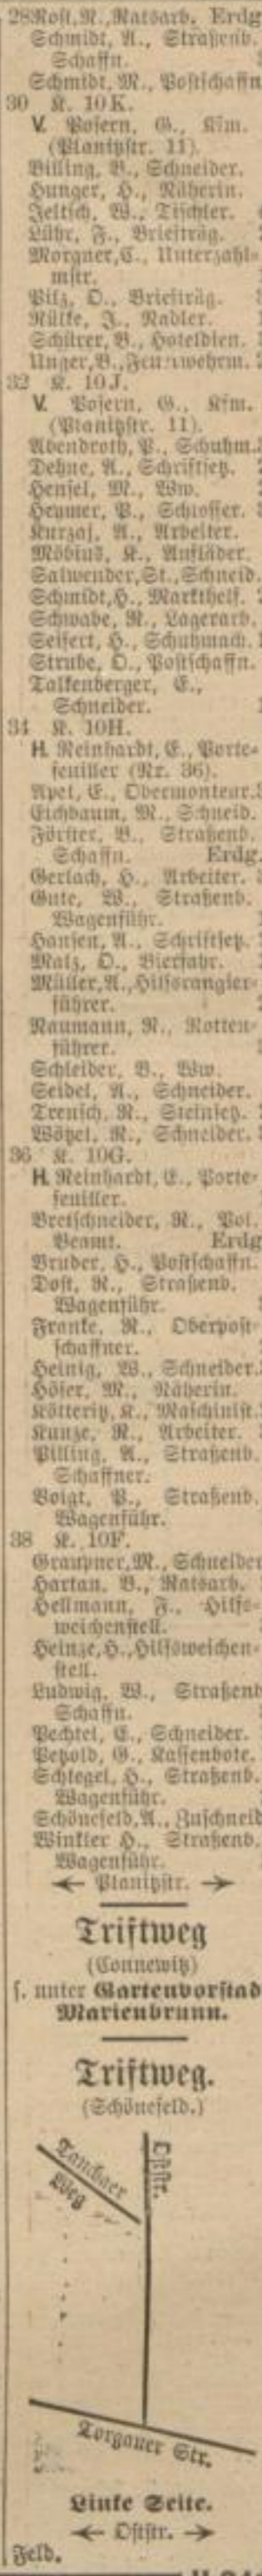 28 Rost, R., Ratsarb. Erdg
Schmidt, A., Straßenb.
Schaffn.
Schmidt, M., Postschaffn
30 K. 10K.
V. Posern, G., Kfm.
(Planitzstr. 11).
Billing, B., Schneider.
Hunger, H., Näherin.
Jeltsch, W., Tischler.
Lühr, F., Briefträg.
Morgner, C., Unterzahl-
mstr.
Pilz, O., Briefträg.
Rülke, J., Nadler.
Schürer, B., Hoteldien.
Unger, B., Feuerwehrm.
32 K. 10J.
V. Posern, G., Kfm.
(Planitzstr. 11).
Abendroth, P., Schuhm.
Dehne, A., Schriftsetz.
Hensel, M., Ww.
Heymer, P., Schlosser.
Kurzaj, A., Arbeiter.
Möbius, K., Aufläder.
Salwender, St., Schneid.
Schmidt, H., Markthelf.
Schwabe, R., Lagerarb.
Seifert, H., Schuhmach.
Strube, O., Postschaffn.
Talkenberger, E.,
Schneider.
34 K. 10H.
H. Reinhardt, E., Porte-
feuiller (Nr. 36).
Apel, E., Obermonteur.
Eichbaum, M., Schneid.
Förster, B., Straßenb.
Schaffn. Erdg.
Gerlach, H., Arbeiter.
Gute, W., Straßenb.
Wagenführ.
Hansen, A., Schriftsetz.
Malz, O., Bierfahr.
Müller, A., Hilfsrangier-
führer.
Naumann, R., Rotten-
führer.
Schleider, B., Ww.
Seidel, A., Schneider.
Trensch, R., Steinsetz.
Wötzel, R., Schneider.
36 K. 10G.
H. Reinhardt, E., Porte-
feuiller.
Bretschneider, R., Pol.
Beamt. Erdg
Bruder, H., Postschaffn.
Dost, R., Straßenb.
Wagenführ.
Franke, R., Oberpost-
schaffner.
Heinig, W., Schneider.
Höser, M., Näherin.
Kötteritz, K., Maschinist.
Kunze, R., Arbeiter.
Pilling, A., Straßenb.
Schaffner.
Voigt, P., Straßenb.
Wagenführ.
38 K. 10F.
Graupner, M., Schneider
Hartan, B., Ratsarb.
Hellmann, F., Hilfs-
weichenstell.
Heinze, H., Hilfsweichen-
stell.
Ludwig, W., Straßenb
Schaffn.
Pechtel, E., Schneider.
Petzold, G., Kassenbote.
Schlegel, H., Straßenb.
Wagenführ.
Schönefeld, A., Zuschneid
Winkler H., Straßenb.
Wagenführ.
← Planitzstr. →
Triftweg
(Connewitz)
s. unter Gartenvorstad
Marienbrunn.
Triftweg.
(Schönefeld.)
Tauchaer
Weg
Oststr.
Torgauer Str.
Linke Seite.
← Oststr. →
Feld.